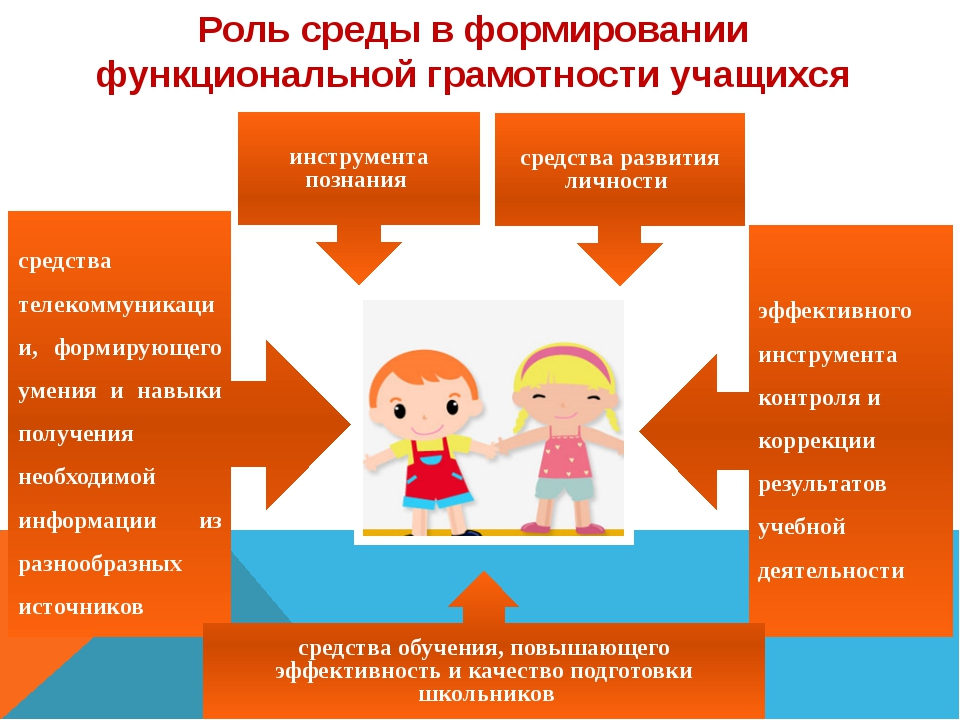 Роль среды в формировании
функциональной грамотности учащихся
инструмента
познания
средства развития
личности
средства
телекоммуникаци
и, формирующего
умения и навыки
получения
необходимой
информации из
разнообразных
источников
эффективного
инструмента
контроля и
коррекции
результатов
учебной
деятельности
средства обучения, повышающего
эффективность и качество подготовки
школьников